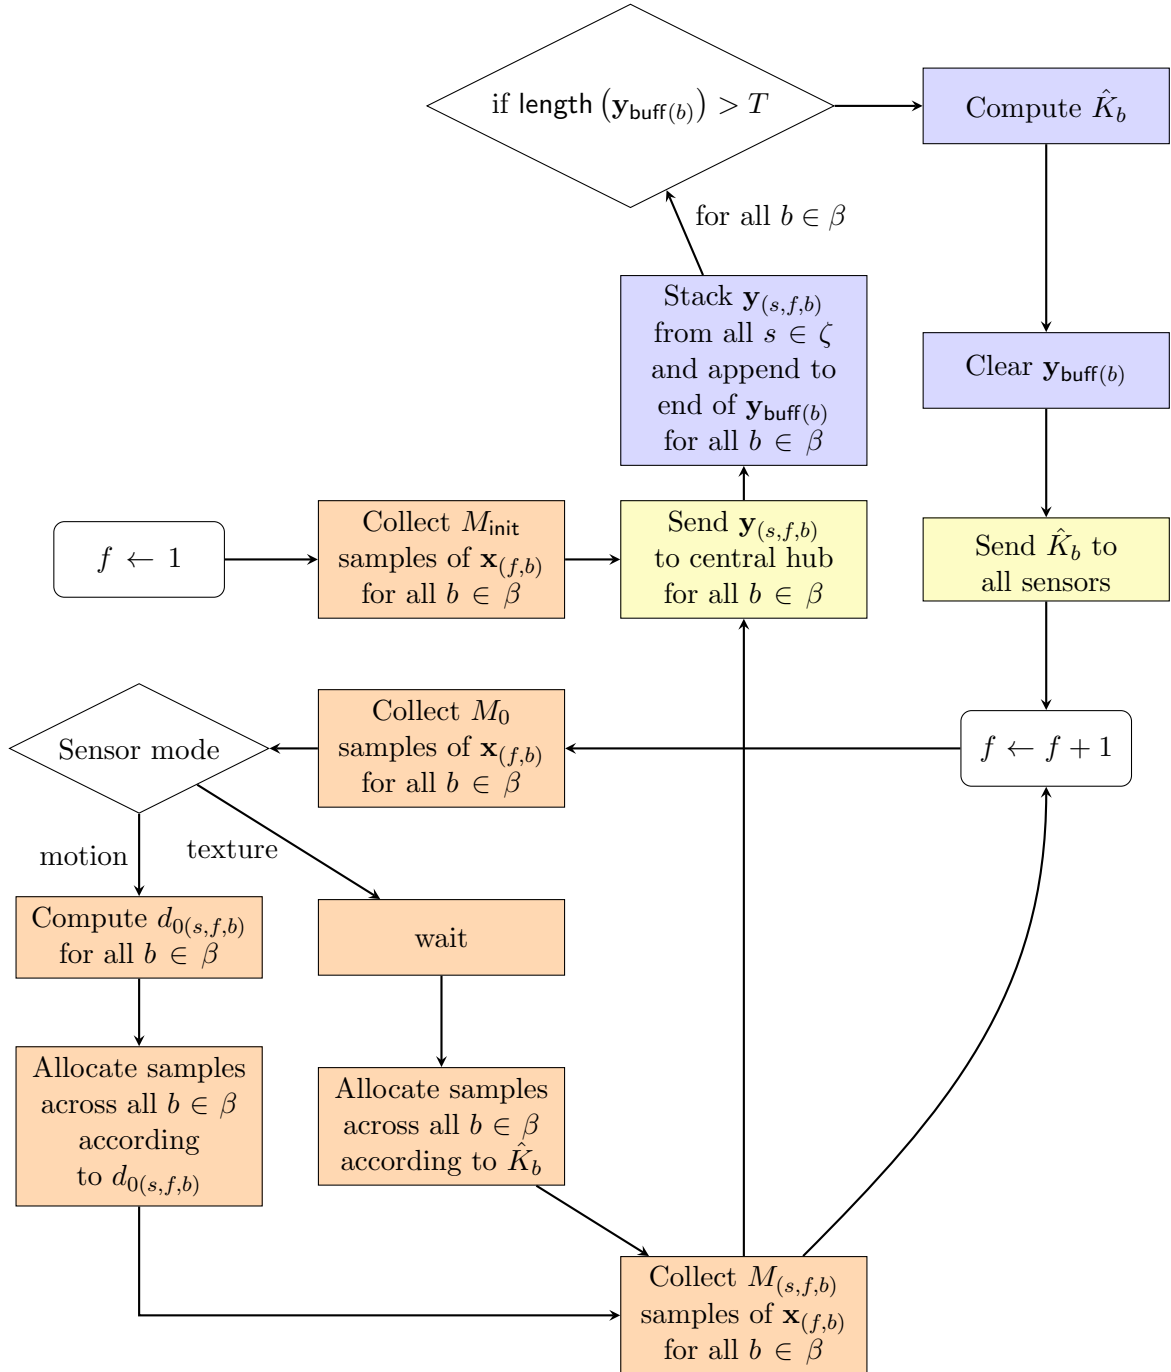 if length (y_buff(b)) > T
Compute K̂_b
for all b ∈ β
Stack y_(s,f,b)
from all s ∈ ζ
and append to
end of y_buff(b)
for all b ∈ β
Clear y_buff(b)
f ← 1
Collect M_init
samples of x_(f,b)
for all b ∈ β
Send y_(s,f,b)
to central hub
for all b ∈ β
Send K̂_b to
all sensors
Sensor mode
Collect M_0
samples of x_(f,b)
for all b ∈ β
f ← f + 1
motion
texture
Compute d_0(s,f,b)
for all b ∈ β
wait
Allocate samples
across all b ∈ β
according
to d_0(s,f,b)
Allocate samples
across all b ∈ β
according to K̂_b
Collect M_(s,f,b)
samples of x_(f,b)
for all b ∈ β